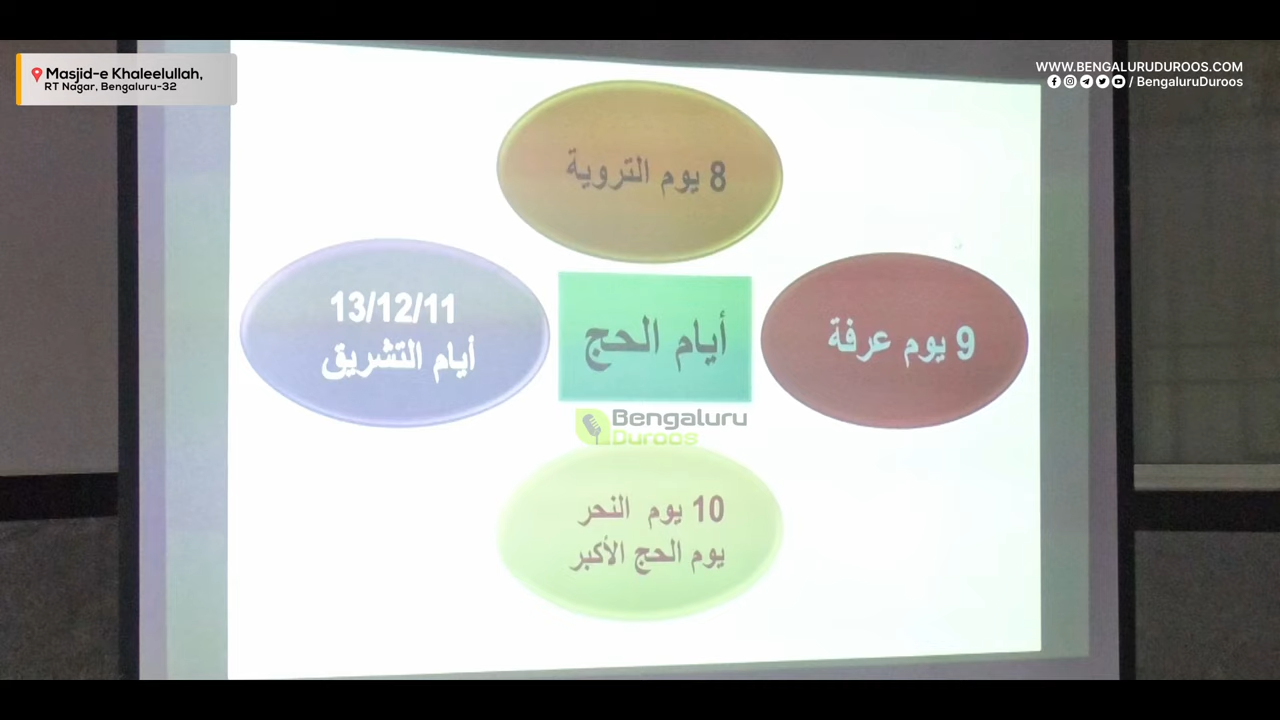 Masjid-e Khaleelullah,
RT Nagar, Bengaluru-32
WWW.BENGALURUDUROOS.COM
/ BengaluruDuroos
8 يوم التروية
9 يوم عرفة
أيام الحج
13/12/11
أيام التشريق
Bengaluru
Duroos
10 يوم النحر
يوم الحج الأكبر